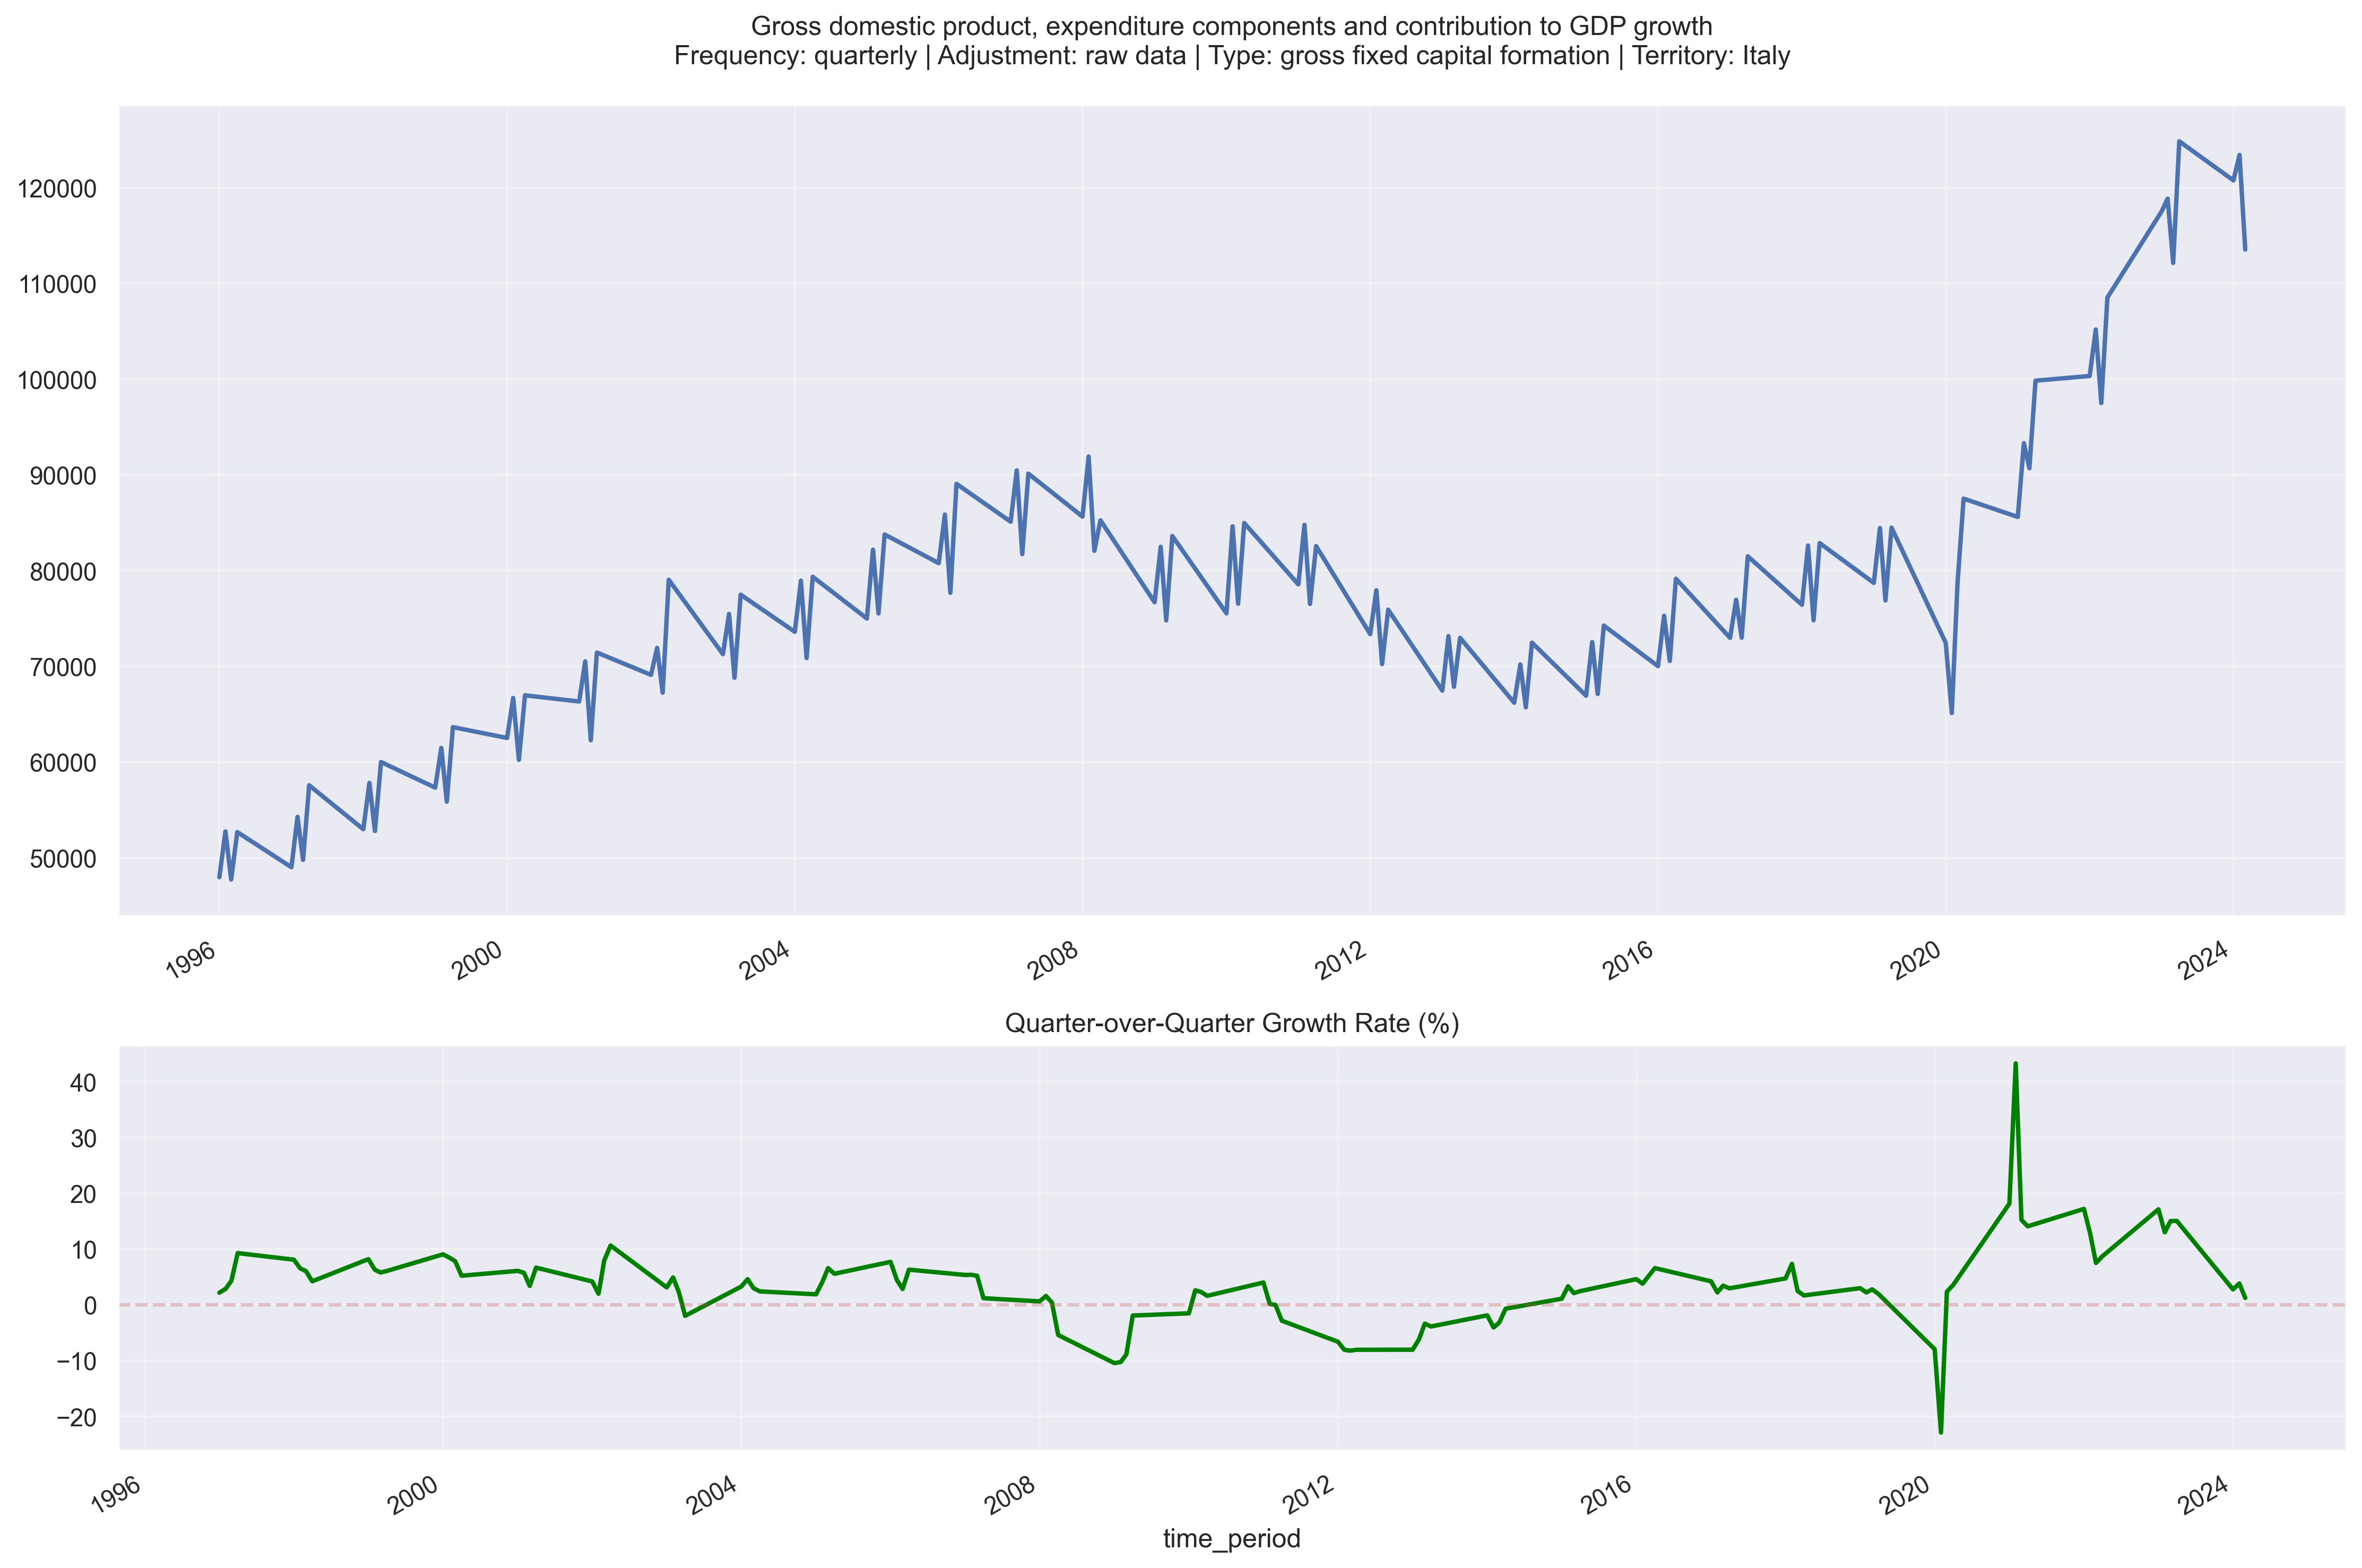 Gross domestic product, expenditure components and contribution to GDP growth
Frequency: quarterly | Adjustment: raw data | Type: gross fixed capital formation | Territory: Italy
120000
110000
100000
90000
80000
70000
60000
50000
1996 2000 2004 2008 2012 2016 2020 2024
Quarter-over-Quarter Growth Rate (%)
40
30
20
10
0
−10
−20
1996 2000 2004 2008 2012 2016 2020 2024
time_period